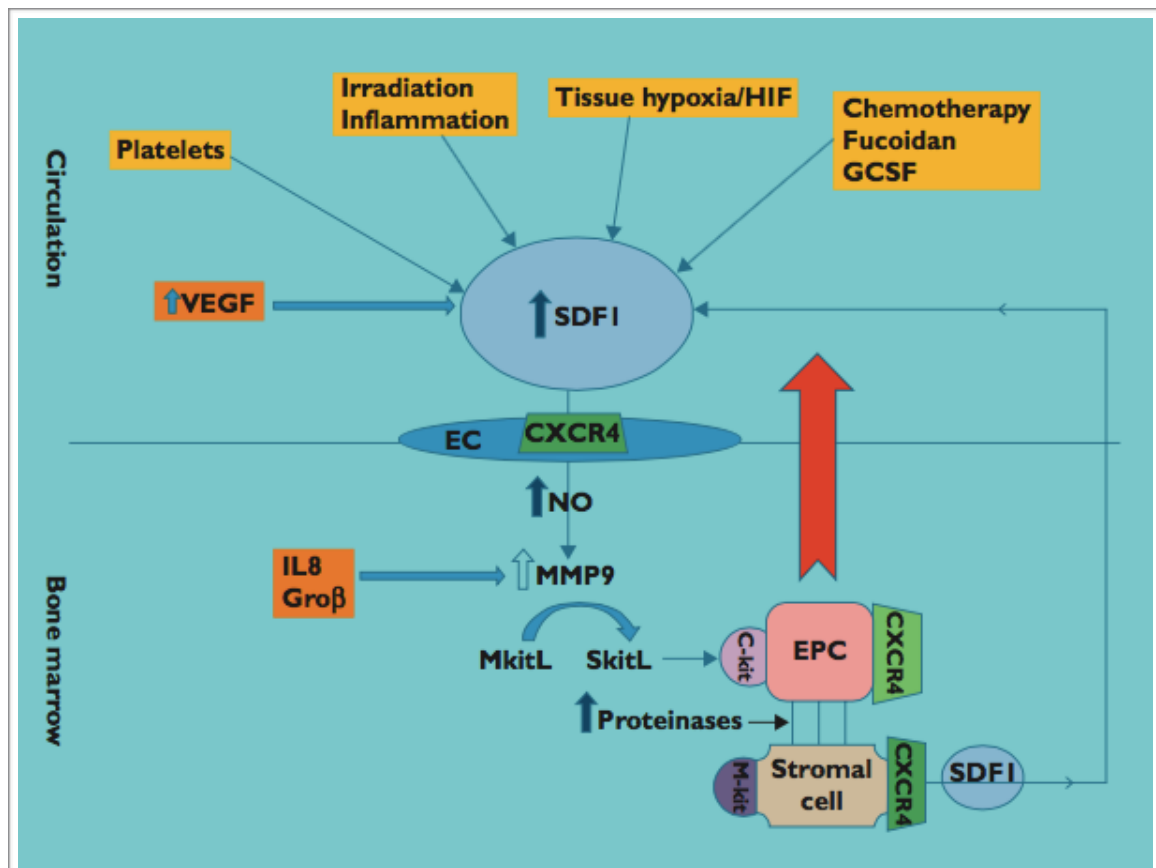 Circulation
Platelets
Irradiation
Inflammation
Tissue hypoxia/HIF
Chemotherapy
Fucoidan
GCSF
VEGF
SDF1
EC
CXCR4
NO
Bone marrow
IL8
Groβ
MMP9
MkitL
SkitL
C-kit
EPC
CXCR4
Proteinases
M-kit
Stromal
cell
CXCR4
SDF1